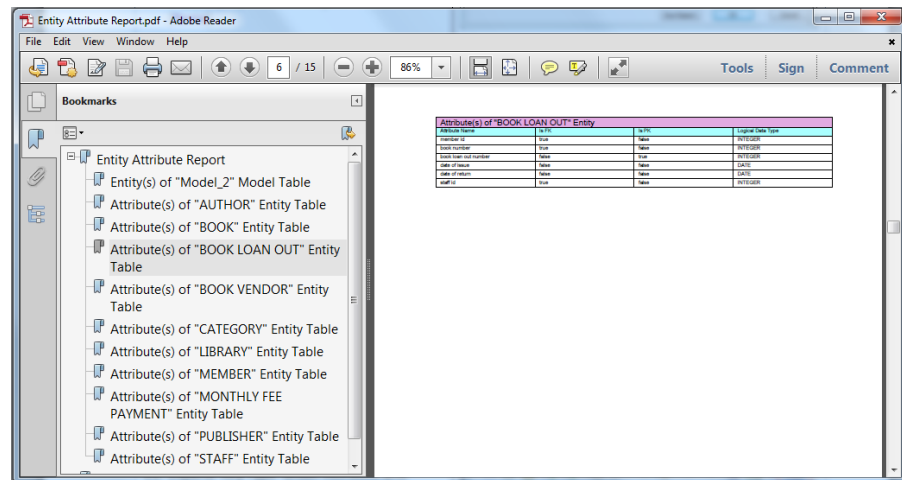 Entity Attribute Report.pdf - Adobe Reader
File Edit View Window Help
6 / 15 86% Tools Sign Comment
Bookmarks
Entity Attribute Report
Entity(s) of "Model_2" Model Table
Attribute(s) of "AUTHOR" Entity Table
Attribute(s) of "BOOK" Entity Table
Attribute(s) of "BOOK LOAN OUT" Entity
Table
Attribute(s) of "BOOK VENDOR" Entity
Table
Attribute(s) of "CATEGORY" Entity Table
Attribute(s) of "LIBRARY" Entity Table
Attribute(s) of "MEMBER" Entity Table
Attribute(s) of "MONTHLY FEE
PAYMENT" Entity Table
Attribute(s) of "PUBLISHER" Entity Table
Attribute(s) of "STAFF" Entity Table
Attribute(s) of "BOOK LOAN OUT" Entity
Attribute Name Is FK Is PK Logical Data Type
member id true false INTEGER
book number true false INTEGER
book loan out number false true INTEGER
date of issue false false DATE
date of return false false DATE
staff id true false INTEGER